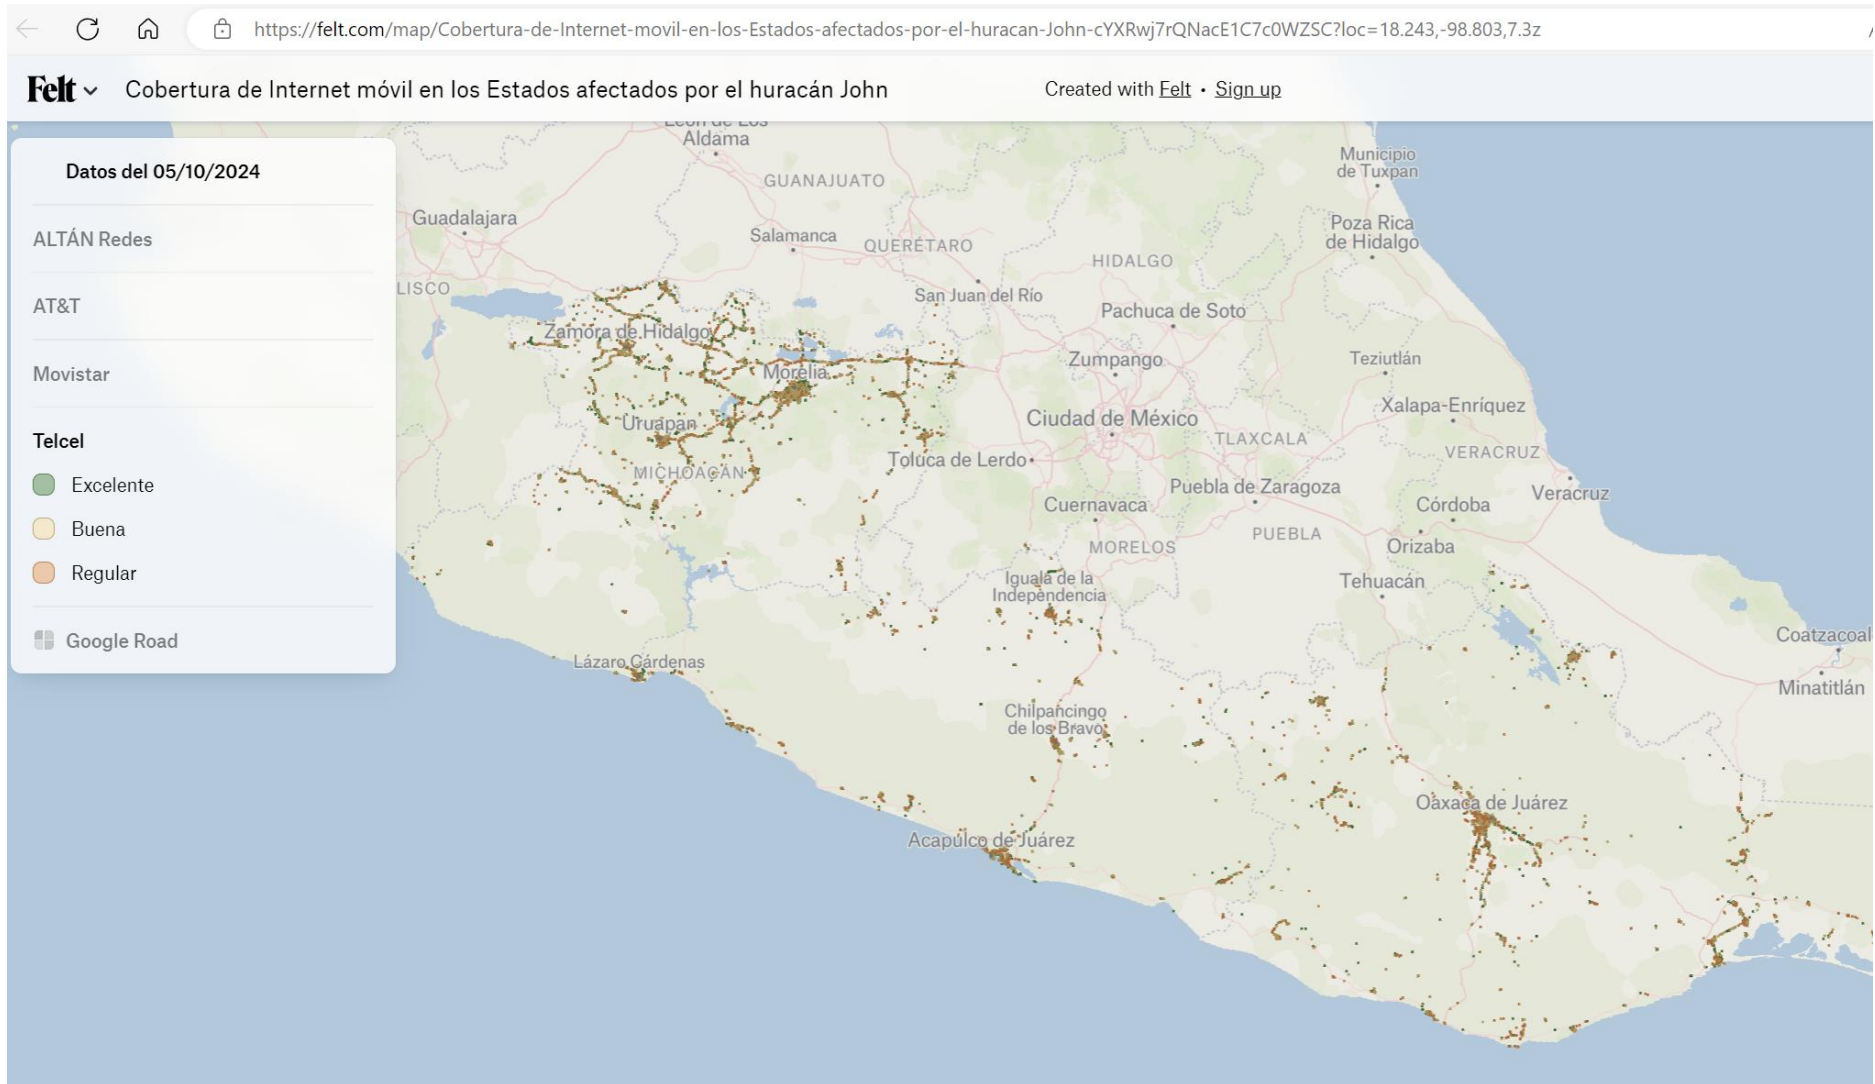 https://felt.com/map/Cobertura-de-Internet-movil-en-los-Estados-afectados-por-el-huracan-John-cYXRwj7rQNacE1C7c0WZSC?loc=18.243,-98.803,7.3z
Felt
Cobertura de Internet móvil en los Estados afectados por el huracán John
Created with Felt • Sign up
Datos del 05/10/2024
ALTÁN Redes
AT&T
Movistar
Telcel
Excelente
Buena
Regular
Google Road
León de Los
Aldama
GUANAJUATO
Municipio
de Tuxpan
Guadalajara
Salamanca
QUERÉTARO
Poza Rica
de Hidalgo
HIDALGO
LISCO
San Juan del Río
Pachuca de Soto
Zamora de Hidalgo
Zumpango
Teziutlán
Morelia
Ciudad de México
Xalapa-Enríquez
Uruapan
TLAXCALA
VERACRUZ
Toluca de Lerdo
MICHOACÁN
Puebla de Zaragoza
Veracruz
Cuernavaca
Córdoba
PUEBLA
MORELOS
Orizaba
Iguala de la
Independencia
Tehuacán
Coatzacoal
Lázaro Cárdenas
Minatitlán
Chilpancingo
de los Bravo
Oaxaca de Juárez
Acapulco de Juárez